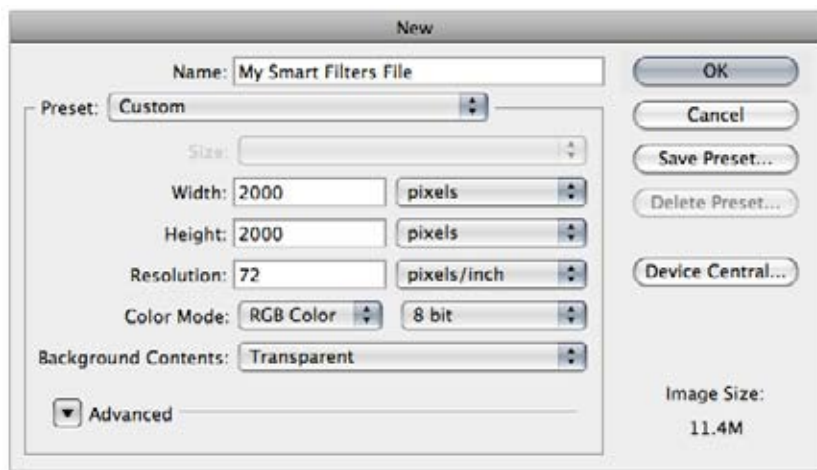 New
Name: My Smart Filters File
Preset: Custom
Size:
Width: 2000 pixels
Height: 2000 pixels
Resolution: 72 pixels/inch
Color Mode: RGB Color 8 bit
Background Contents: Transparent
Advanced
OK
Cancel
Save Preset...
Delete Preset...
Device Central...
Image Size:
11.4M